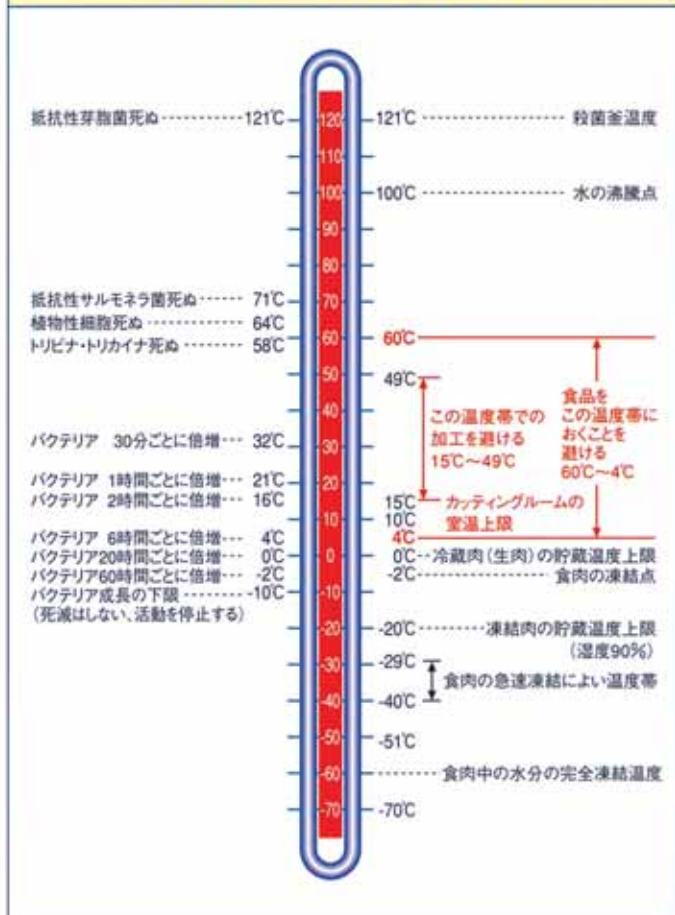 抵抗性芽脂菌死ぬ 121℃
抵抗性サルモネラ菌死ぬ 71℃
植物性細胞死ぬ 64℃
トリビナ・トリカイナ死ぬ 58℃
バクテリア 30分ごとに倍増 32℃
バクテリア 1時間ごとに倍増 21℃
バクテリア 2時間ごとに倍増 16℃
バクテリア 6時間ごとに倍増 4℃
バクテリア20時間ごとに倍増 0℃
バクテリア60時間ごとに倍増 -2℃
バクテリア成長の下限 -10℃
(死滅はしない、活動を停止する)
120
110
100
90
80
70
60
50
40
30
20
10
0
-10
-20
-30
-40
-50
-60
-70
121℃ 殺菌釜温度
100℃ 水の沸騰点
60℃
49℃
この温度帯での
加工を避ける
15℃～49℃
食品を
この温度帯に
おくことを
避ける
60℃～4℃
15℃ カッティングルームの
室温上限
10℃
4℃
0℃ 冷蔵肉(生肉)の貯蔵温度上限
-2℃ 食肉の凍結点
-20℃ 凍結肉の貯蔵温度上限
(湿度90%)
-29℃
食肉の急速凍結によい温度帯
-40℃
-51℃
食肉中の水分の完全凍結温度
-70℃